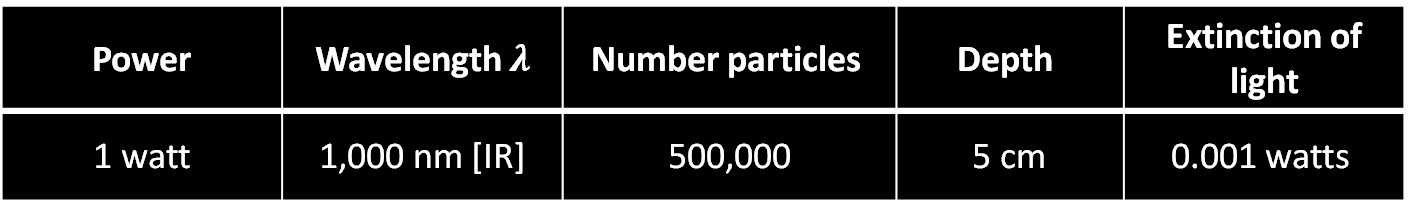 Power
Wavelength λ
Number particles
Depth
Extinction of
light
1 watt
1,000 nm [IR]
500,000
5 cm
0.001 watts